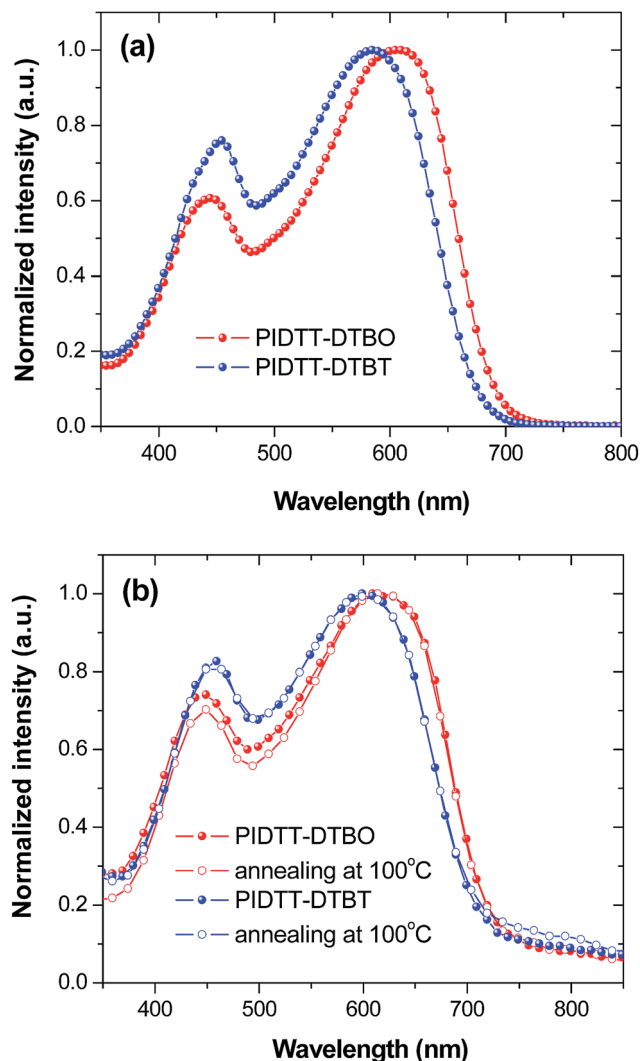 (a)
Normalized intensity (a.u.)
1.0
0.8
0.6
0.4
0.2
0.0
PIDTT-DTBO
PIDTT-DTBT
400 500 600 700 800
Wavelength (nm)
(b)
Normalized intensity (a.u.)
1.0
0.8
0.6
0.4
0.2
0.0
PIDTT-DTBO
annealing at 100°C
PIDTT-DTBT
annealing at 100°C
400 500 600 700 800
Wavelength (nm)